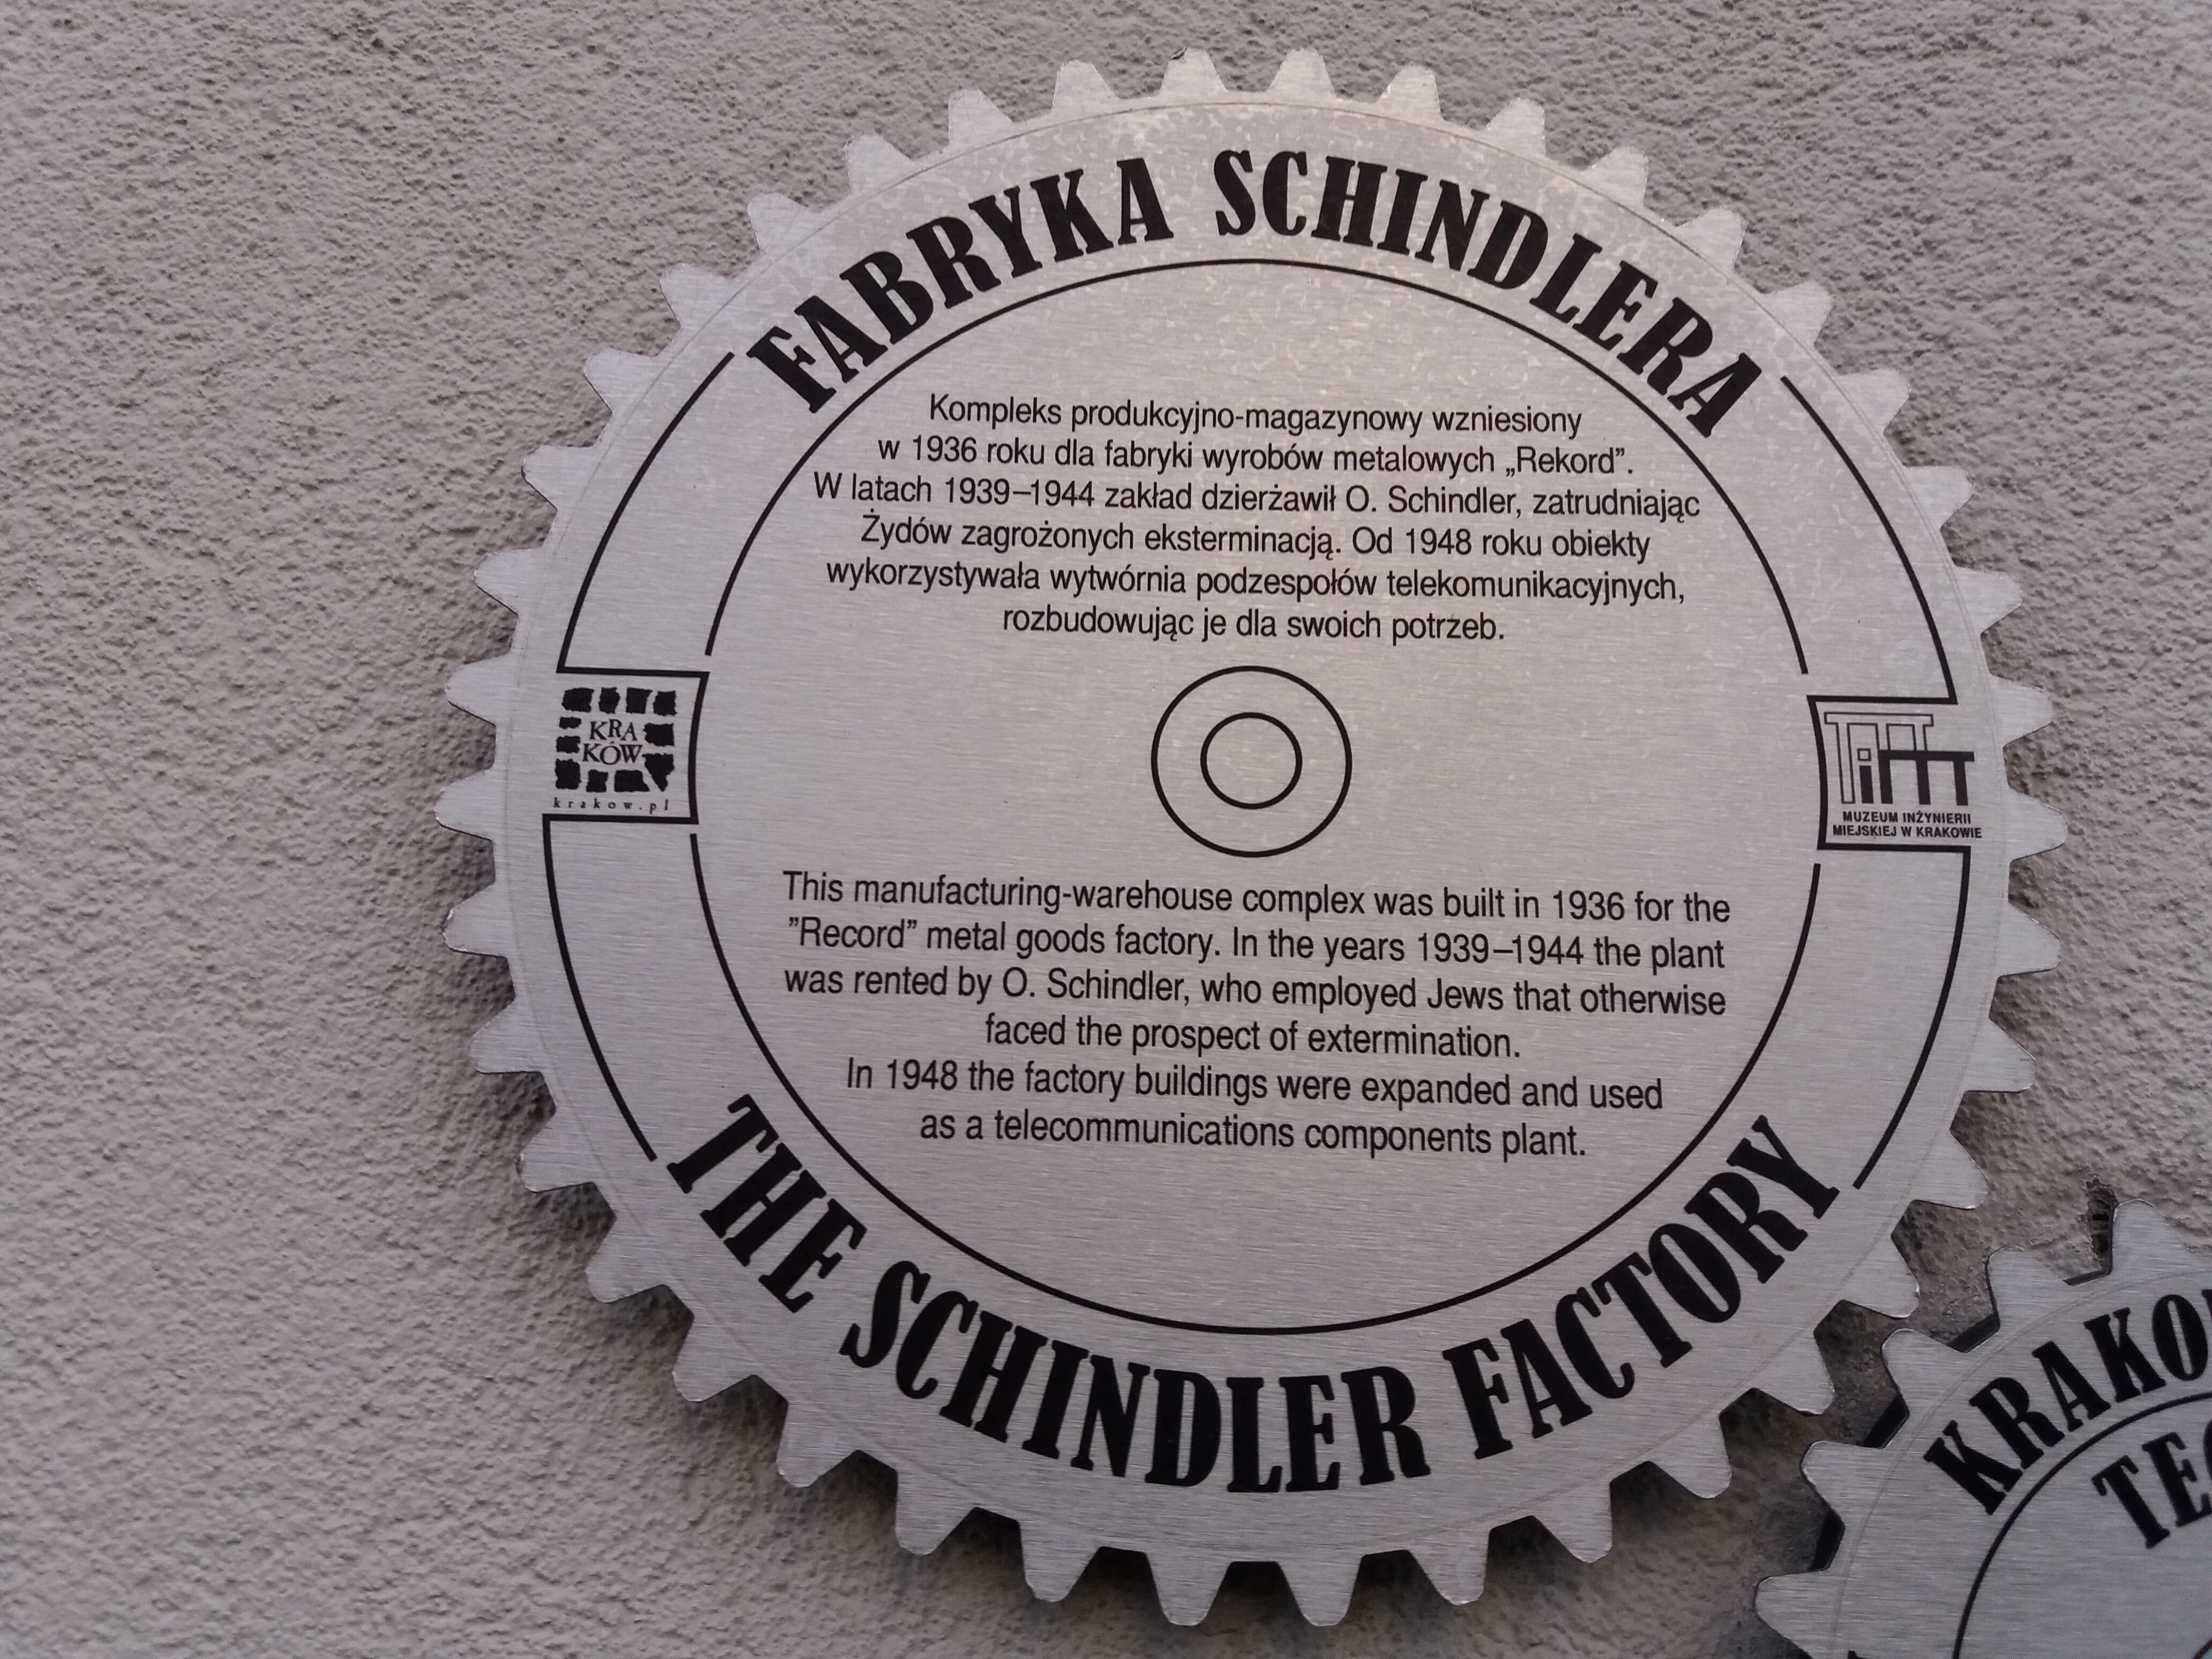 FABRYKA SCHINDLERA
Kompleks produkcyjno-magazynowy wzniesiony
w 1936 roku dla fabryki wyrobów metalowych „Rekord”.
W latach 1939–1944 zakład dzierżawił O. Schindler, zatrudniając
Żydów zagrożonych eksterminacją. Od 1948 roku obiekty
wykorzystywała wytwórnia podzespołów telekomunikacyjnych,
rozbudowując je dla swoich potrzeb.
KRA
KÓW
krakow.pl
MUZEUM INŻYNIERII
MIEJSKIEJ W KRAKOWIE
This manufacturing-warehouse complex was built in 1936 for the
”Record” metal goods factory. In the years 1939–1944 the plant
was rented by O. Schindler, who employed Jews that otherwise
faced the prospect of extermination.
In 1948 the factory buildings were expanded and used
as a telecommunications components plant.
THE SCHINDLER FACTORY